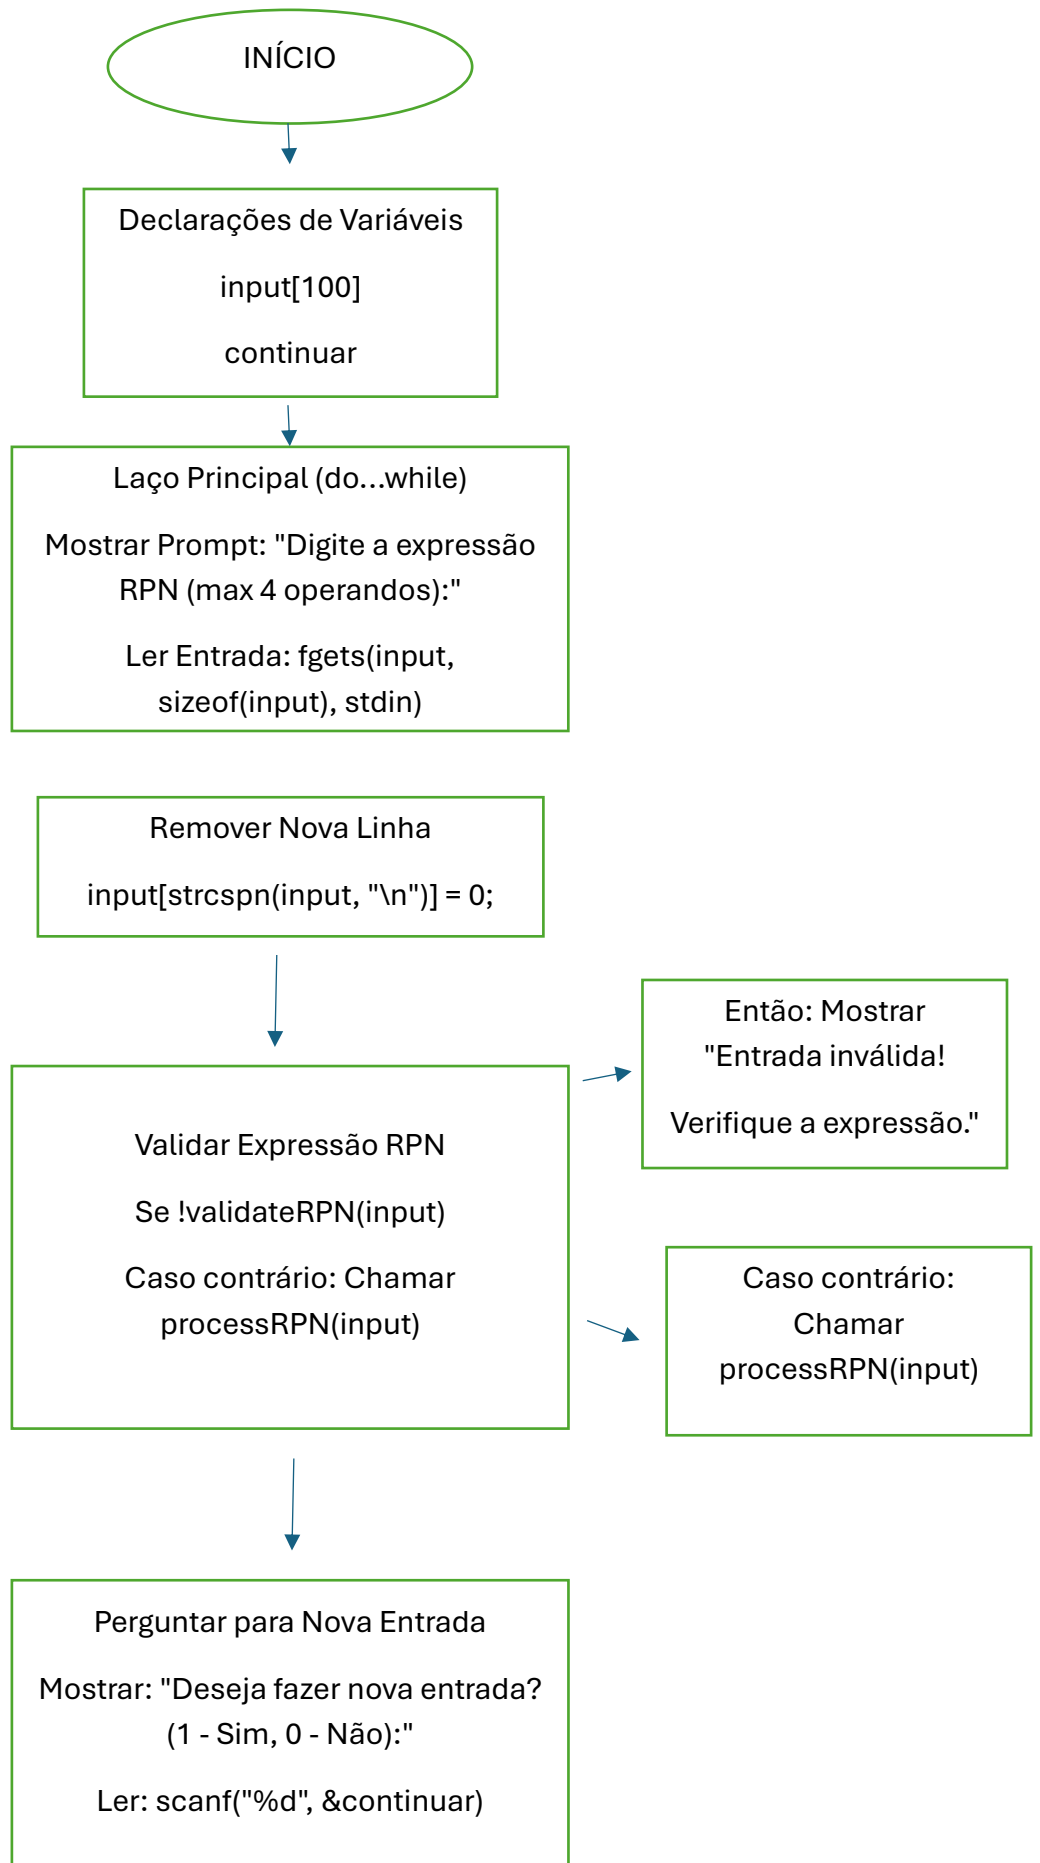 INÍCIO
Declarações de Variáveis
input[100]
continuar
Laço Principal (do...while)
Mostrar Prompt: "Digite a expressão
RPN (max 4 operandos):"
Ler Entrada: fgets(input,
sizeof(input), stdin)
Remover Nova Linha
input[strcspn(input, "\n")] = 0;
Validar Expressão RPN
Se !validateRPN(input)
Caso contrário: Chamar
processRPN(input)
Então: Mostrar
"Entrada inválida!
Verifique a expressão."
Caso contrário:
Chamar
processRPN(input)
Perguntar para Nova Entrada
Mostrar: "Deseja fazer nova entrada?
(1 - Sim, 0 - Não):"
Ler: scanf("%d", &continuar)